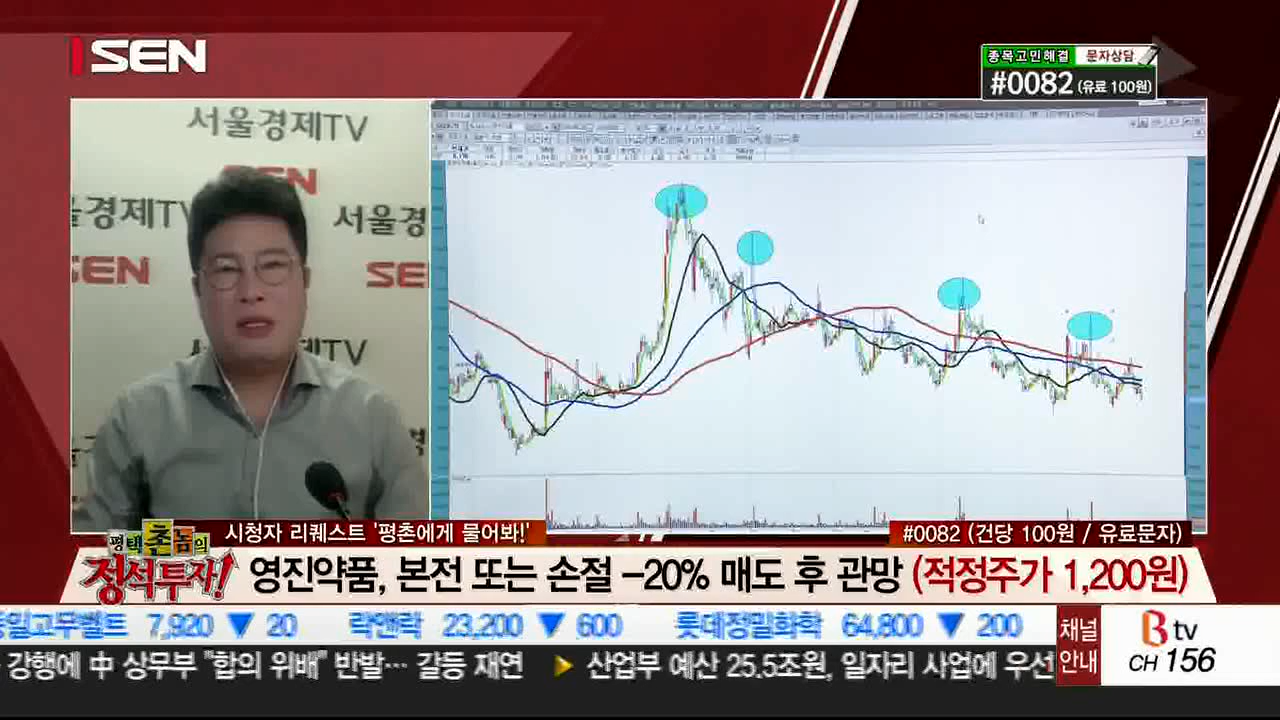 SEN
종목고민해결 문자상담
#0082 (유료 100원)
서울경제TV
SEN
울경제TV
서울경
SEN
SE
제TV
시청자 리퀘스트 '평촌에게 물어봐!'
#0082 (건당 100원 / 유료문자)
평택촌놈의
정석투자!
영진약품, 본전 또는 손절 -20% 매도 후 관망 (적정주가 1,200원)
동일고무벨트 7,920 ▼ 20 락앤락 23,200 ▼ 600 롯데정밀화학 64,800 ▼ 200
강행에 中 상무부 "합의 위배" 반발… 갈등 재연 ▶ 산업부 예산 25.5조원, 일자리 사업에 우선
채널
안내
B tv
CH 156